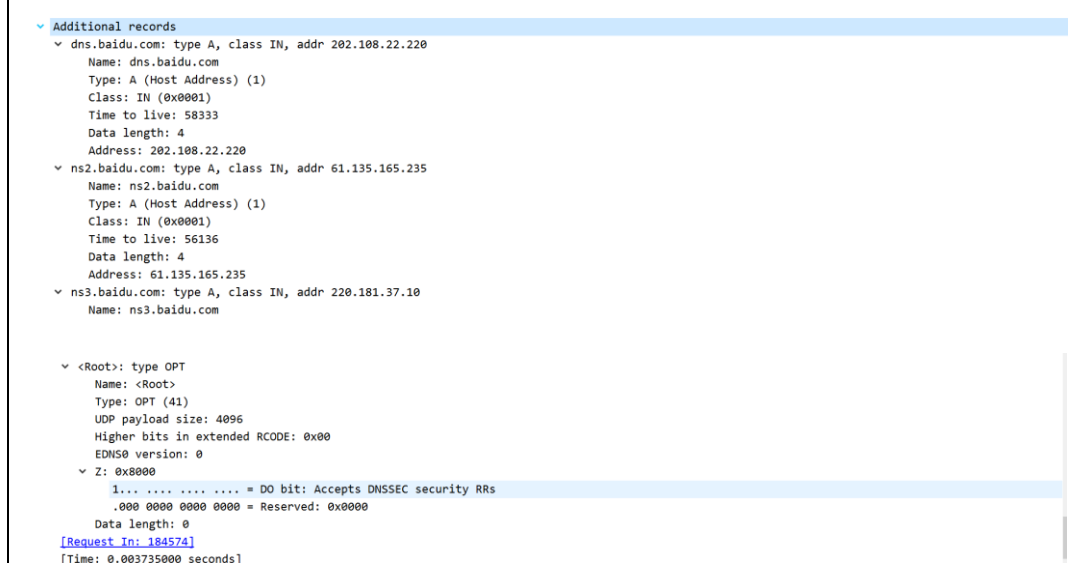 Additional records
dns.baidu.com: type A, class IN, addr 202.108.22.220
Name: dns.baidu.com
Type: A (Host Address) (1)
Class: IN (0x0001)
Time to live: 58333
Data length: 4
Address: 202.108.22.220
ns2.baidu.com: type A, class IN, addr 61.135.165.235
Name: ns2.baidu.com
Type: A (Host Address) (1)
Class: IN (0x0001)
Time to live: 56136
Data length: 4
Address: 61.135.165.235
ns3.baidu.com: type A, class IN, addr 220.181.37.10
Name: ns3.baidu.com
<Root>: type OPT
Name: <Root>
Type: OPT (41)
UDP payload size: 4096
Higher bits in extended RCODE: 0x00
EDNS0 version: 0
Z: 0x8000
1... .... .... .... = DO bit: Accepts DNSSEC security RRs
.000 0000 0000 0000 = Reserved: 0x0000
Data length: 0
[Request In: 184574]
[Time: 0.003735000 seconds]